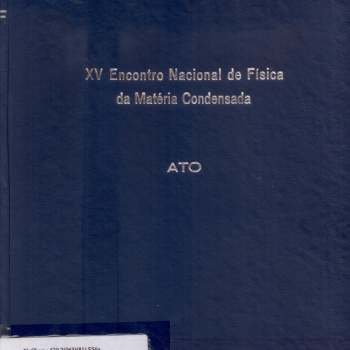 XV Encontro Nacional de Física
da Matéria Condensada
ATO